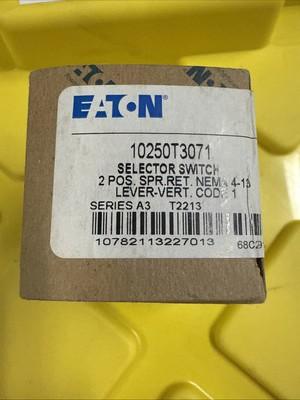 EATON
10250T3071
SELECTOR SWITCH
2 POS. SPR.RET. NEMA 4-13
LEVER-VERT. CODE 1
SERIES A3 T2213
10782113227013